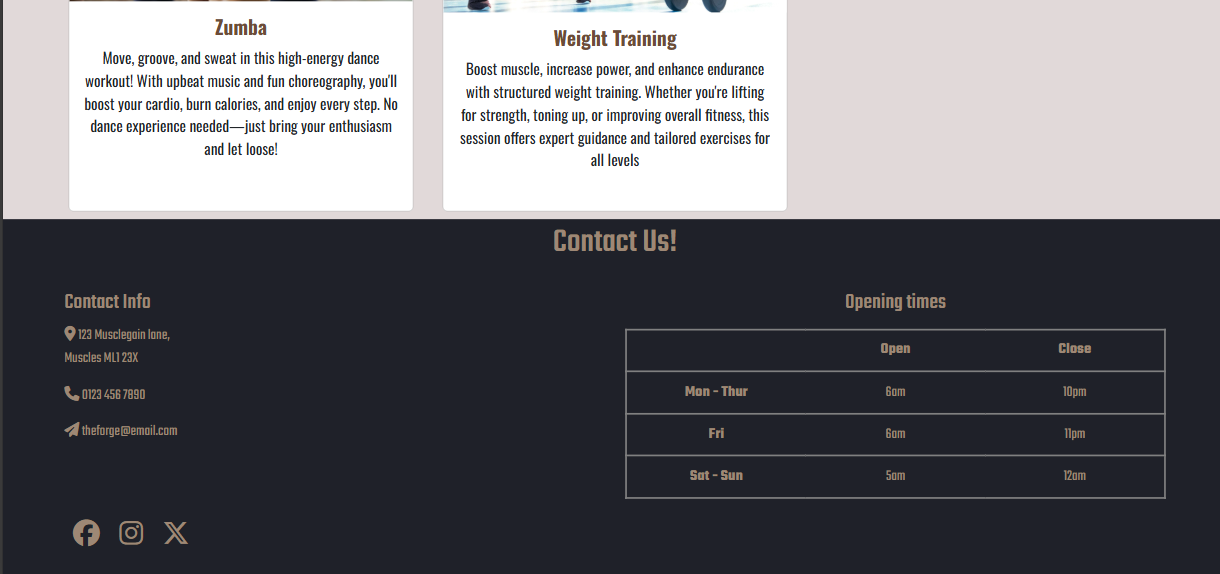 Zumba
Move, groove, and sweat in this high-energy dance
workout! With upbeat music and fun choreography, you'll
boost your cardio, burn calories, and enjoy every step. No
dance experience needed—just bring your enthusiasm
and let loose!
Weight Training
Boost muscle, increase power, and enhance endurance
with structured weight training. Whether you're lifting
for strength, toning up, or improving overall fitness, this
session offers expert guidance and tailored exercises for
all levels
Contact Us!
Contact Info
123 Musclegain lane,
Muscles ML1 23X
0123 456 7890
theforge@email.com
Opening times
Open Close
Mon - Thur 6am 10pm
Fri 6am 11pm
Sat - Sun 5am 12am